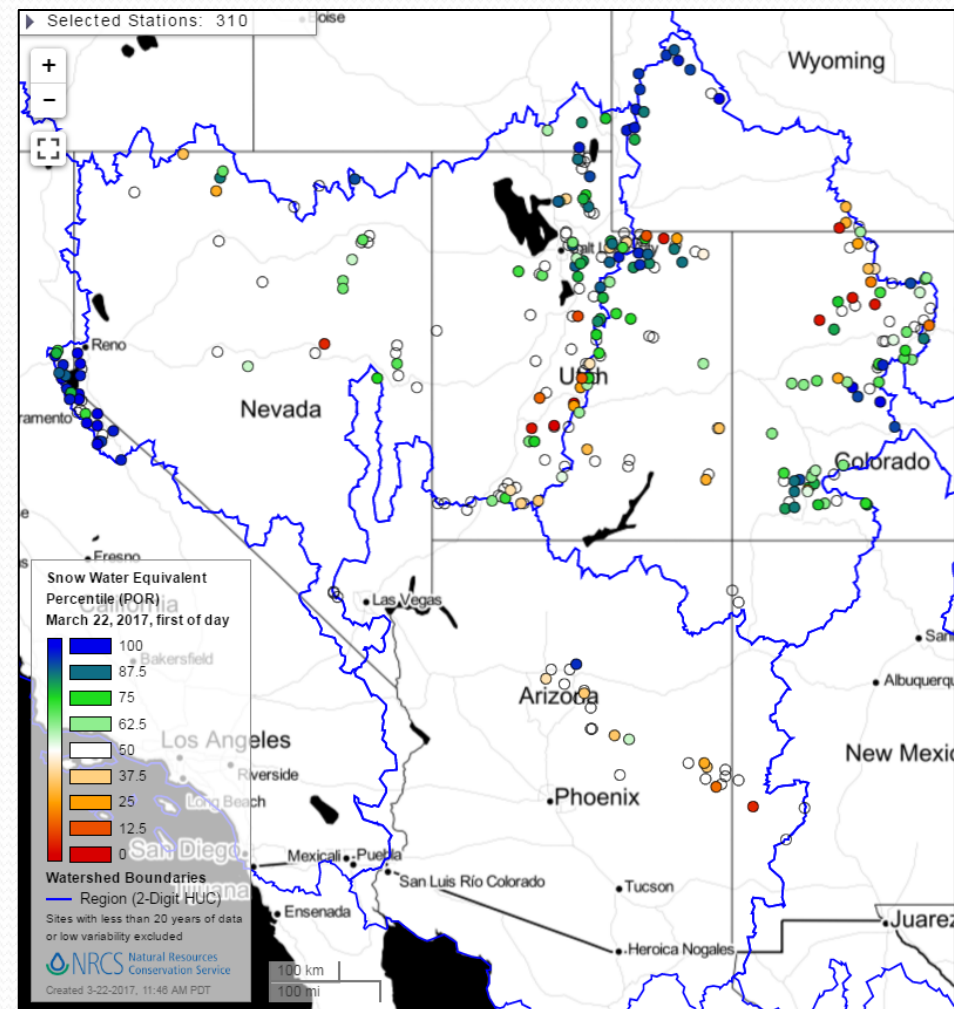 Selected Stations: 310
Boise
+
−
Wyoming
Reno
Nevada
Utah
Colorado
ramento
Fresno
Las Vegas
Snow Water Equivalent
Percentile (POR)
March 22, 2017, first of day
100
87.5
75
62.5
50
37.5
25
12.5
0
California
Bakersfield
Los Angeles
Riverside
Long Beach
San Diego
Tijuana
Watershed Boundaries
Region (2-Digit HUC)
Sites with less than 20 years of data
or low variability excluded
NRCS Natural Resources
Conservation Service
Created 3-22-2017, 11:46 AM PDT
Arizona
Phoenix
San
Albuquerqu
New Mexic
Mexicali
Puebla
San Luis Río Colorado
Tucson
Ensenada
Heroica Nogales
Juarez
100 km
100 mi